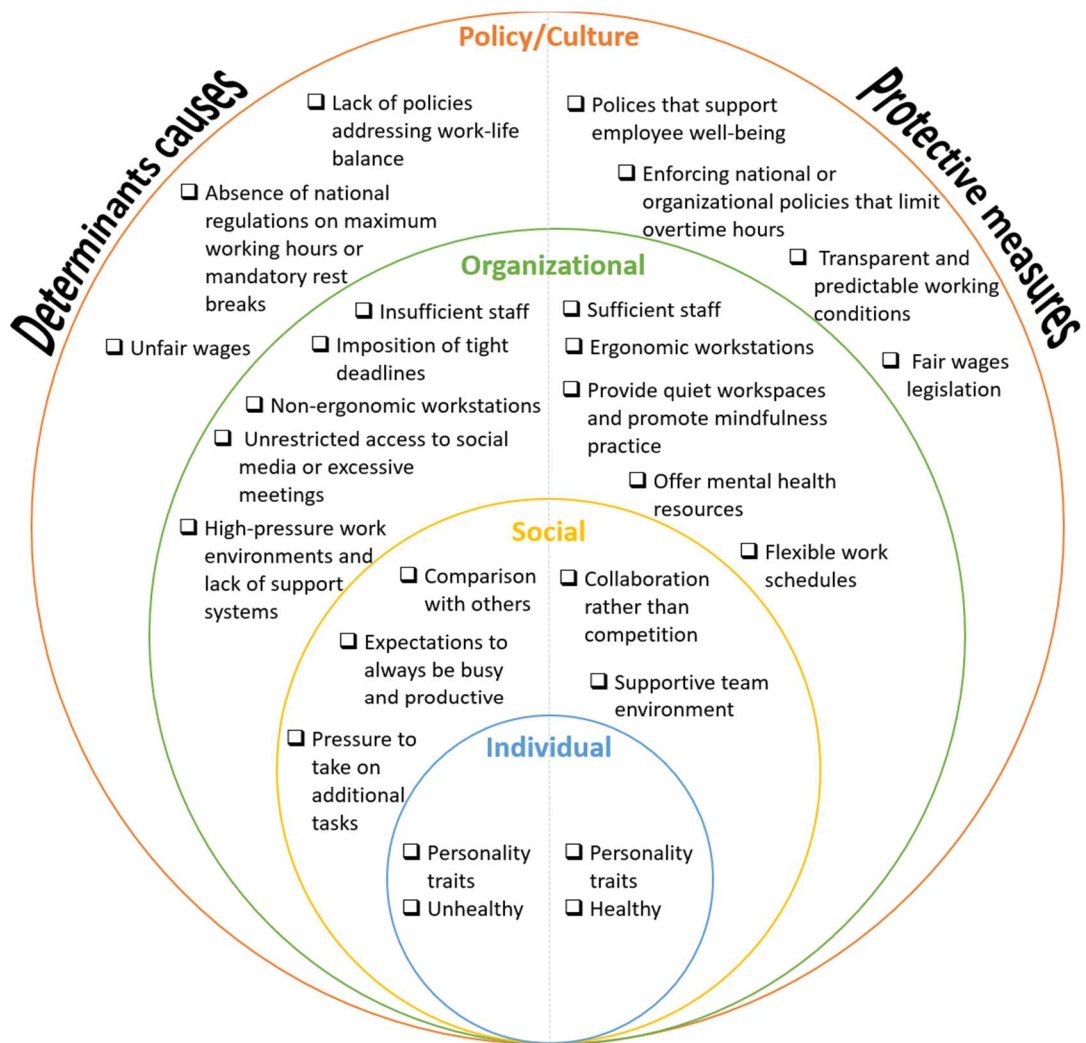 Policy/Culture
Determinants causes
Protective measures
❑ Lack of policies
addressing work-life
balance
❑ Absence of national
regulations on maximum
working hours or
mandatory rest
breaks
❑ Unfair wages
❑ Polices that support
employee well-being
❑ Enforcing national or
organizational policies that limit
overtime hours
❑ Transparent and
predictable working
conditions
❑ Fair wages
legislation
Organizational
❑ Insufficient staff
❑ Imposition of tight
deadlines
❑ Non-ergonomic workstations
❑ Unrestricted access to social
media or excessive
meetings
❑ High-pressure work
environments and
lack of support
systems
❑ Sufficient staff
❑ Ergonomic workstations
❑ Provide quiet workspaces
and promote mindfulness
practice
❑ Offer mental health
resources
❑ Flexible work
schedules
Social
❑ Comparison
with others
❑ Expectations to
always be busy
and productive
❑ Pressure to
take on
additional
tasks
❑ Collaboration
rather than
competition
❑ Supportive team
environment
Individual
❑ Personality
traits
❑ Unhealthy
❑ Personality
traits
❑ Healthy